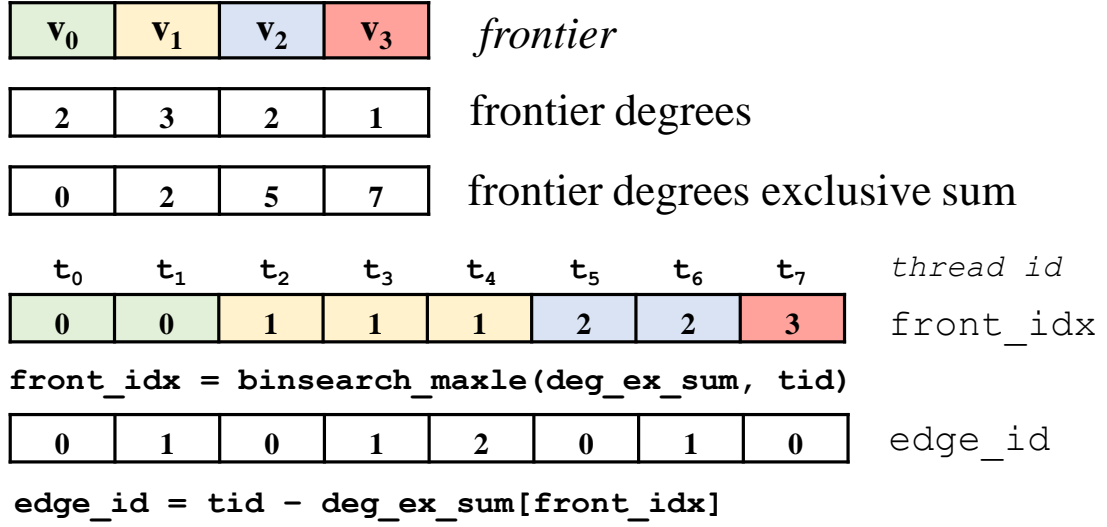 v0 v1 v2 v3 frontier
2 3 2 1 frontier degrees
0 2 5 7 frontier degrees exclusive sum
t0 t1 t2 t3 t4 t5 t6 t7 thread id
0 0 1 1 1 2 2 3 front_idx
front_idx = binsearch_maxle(deg_ex_sum, tid)
0 1 0 1 2 0 1 0 edge_id
edge_id = tid – deg_ex_sum[front_idx]